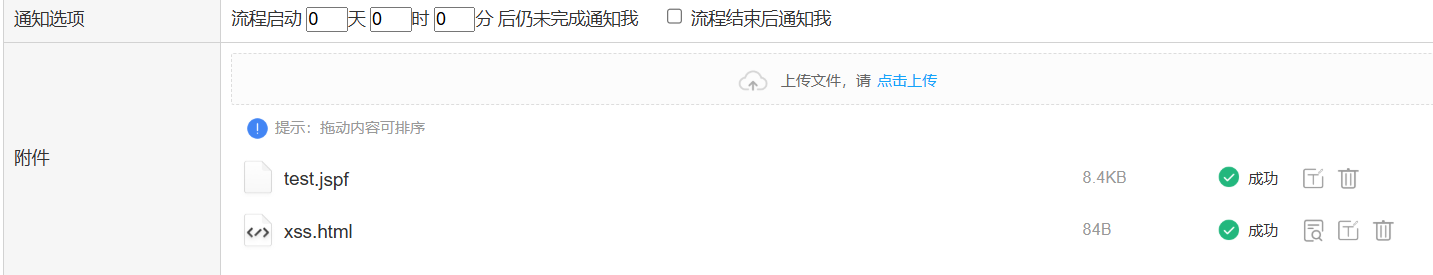 通知选项
流程启动 0 天 0 时 0 分 后仍未完成通知我 流程结束后通知我
上传文件，请 点击上传
提示：拖动内容可排序
附件
test.jspf 8.4KB 成功
xss.html 84B 成功